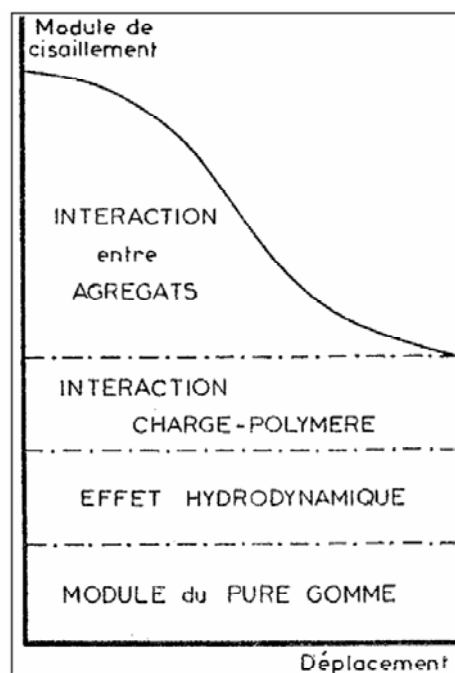 Module de
cisaillement
INTERACTION
entre
AGREGATS
INTERACTION
CHARGE-POLYMERE
EFFET HYDRODYNAMIQUE
MODULE du PURE GOMME
Déplacement